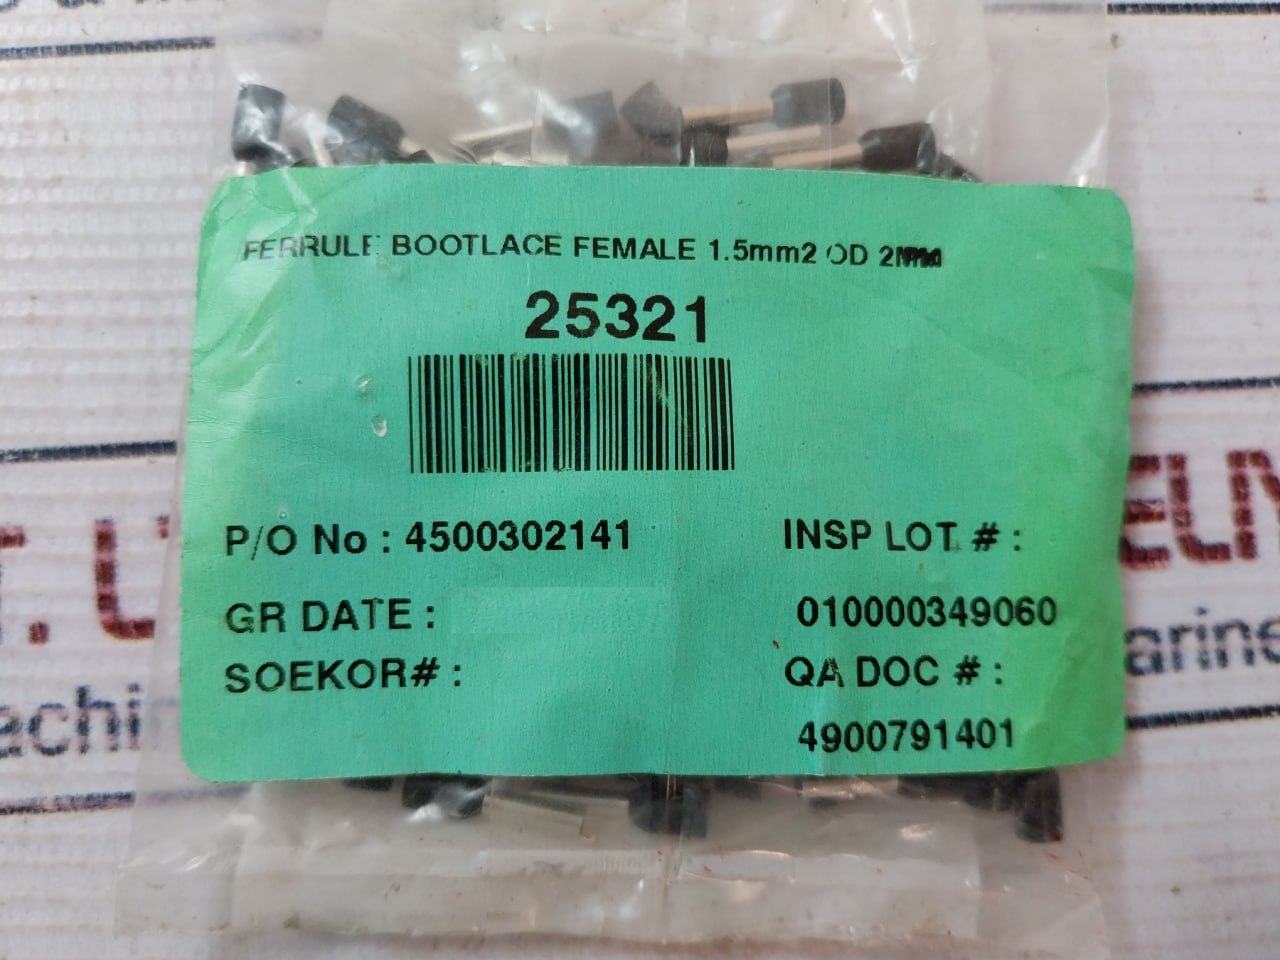 FERRULE BOOTLACE FEMALE 1.5mm2 OD 2MM
25321
P/O No : 4500302141
INSP LOT # :
GR DATE :
010000349060
SOEKOR# :
QA DOC # :
4900791401